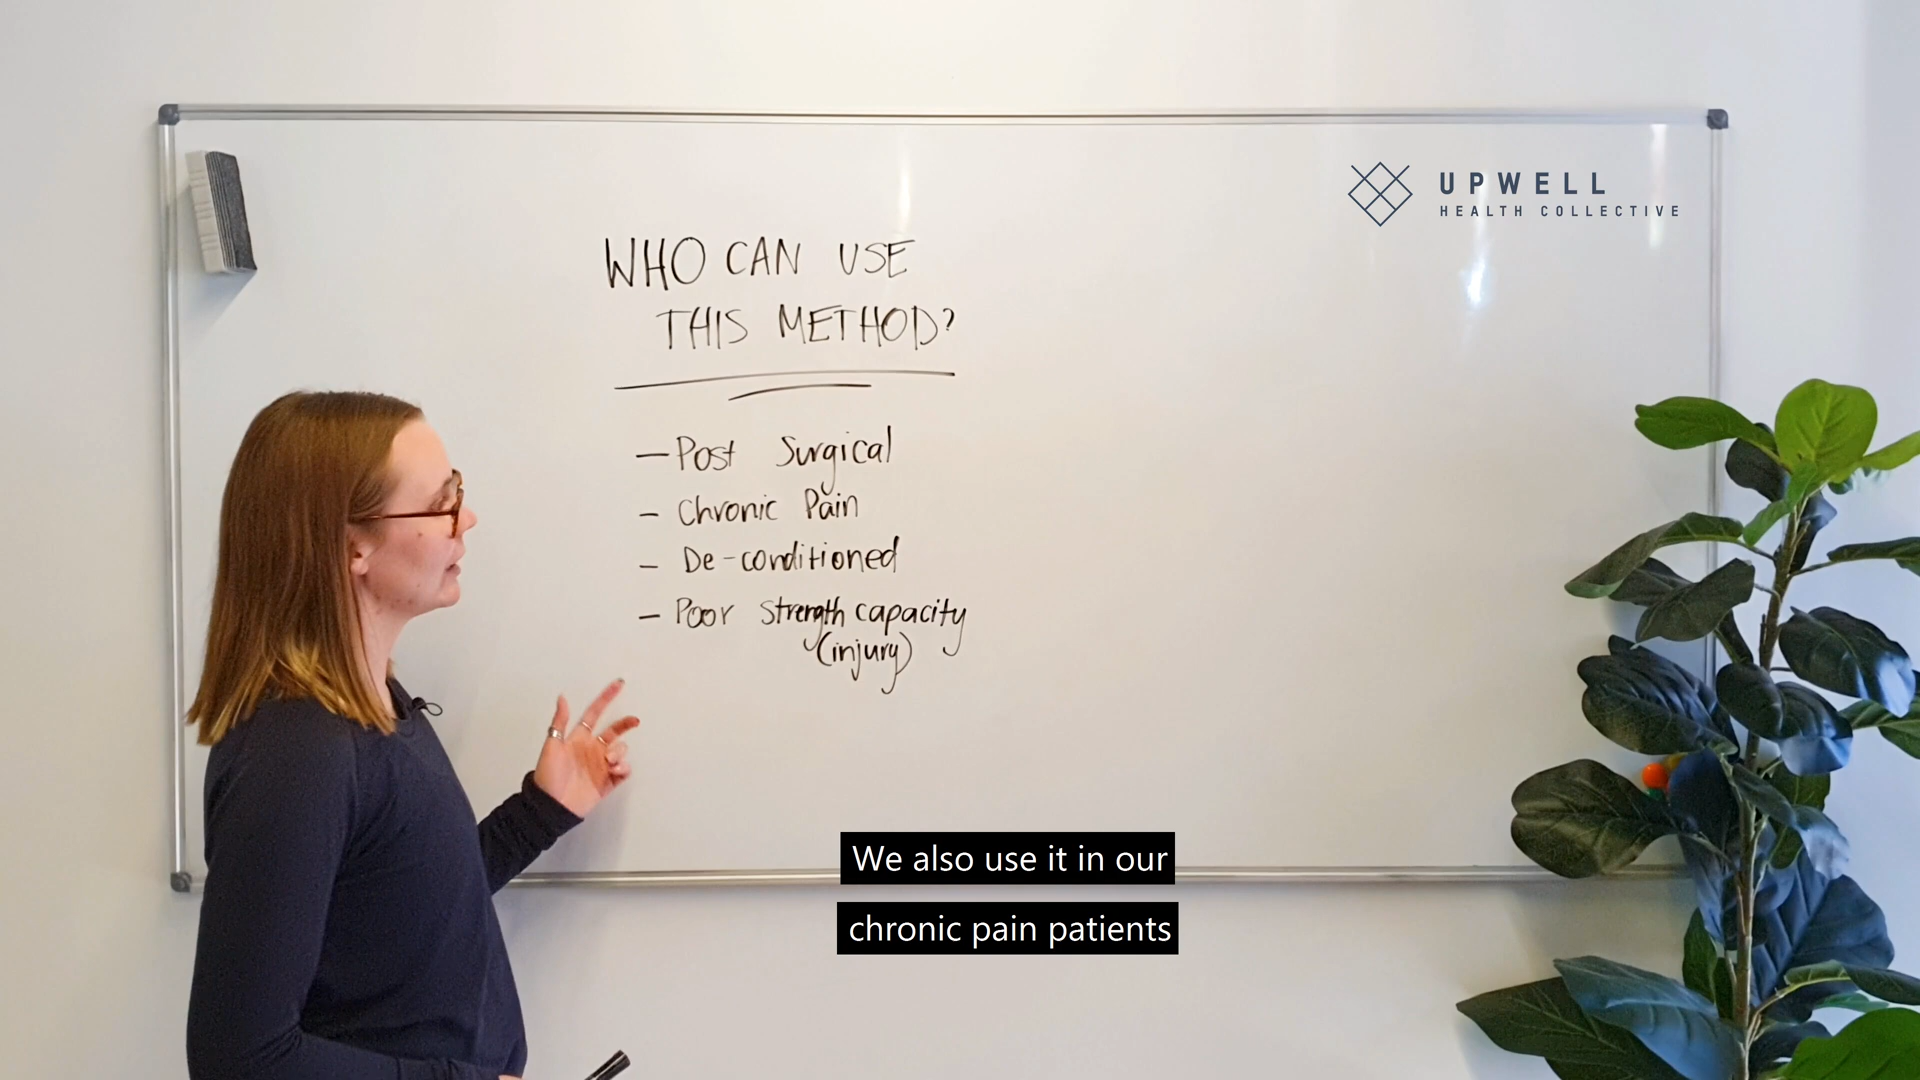 UPWELL
HEALTH COLLECTIVE
WHO CAN USE
THIS METHOD?
— Post Surgical
– Chronic Pain
– De-conditioned
– Poor Strength capacity
(injury)
We also use it in our
chronic pain patients